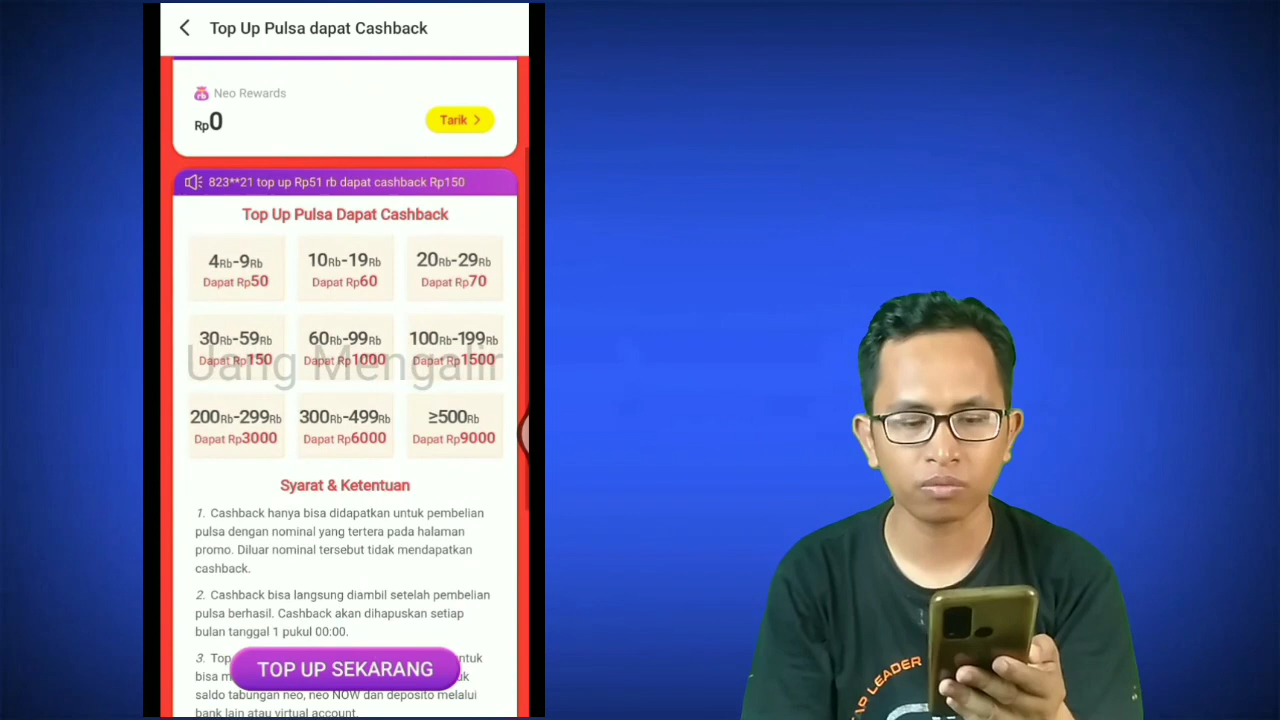 Top Up Pulsa dapat Cashback
Neo Rewards
Rp0
Tarik
823**21 top up Rp51 rb dapat cashback Rp150
Top Up Pulsa Dapat Cashback
4Rb-9Rb
Dapat Rp50
10Rb-19Rb
Dapat Rp60
20Rb-29Rb
Dapat Rp70
30Rb-59Rb
Dapat Rp150
60Rb-99Rb
Dapat Rp1000
100Rb-199Rb
Dapat Rp1500
Uang Mengalir
200Rb-299Rb
Dapat Rp3000
300Rb-499Rb
Dapat Rp6000
≥500Rb
Dapat Rp9000
Syarat & Ketentuan
1. Cashback hanya bisa didapatkan untuk pembelian
pulsa dengan nominal yang tertera pada halaman
promo. Diluar nominal tersebut tidak mendapatkan
cashback.
2. Cashback bisa langsung diambil setelah pembelian
pulsa berhasil. Cashback akan dihapuskan setiap
bulan tanggal 1 pukul 00:00.
3. Top
TOP UP SEKARANG
saldo tabungan neo, neo NOW dan deposito melalui
bank lain atau virtual account.
LEADER